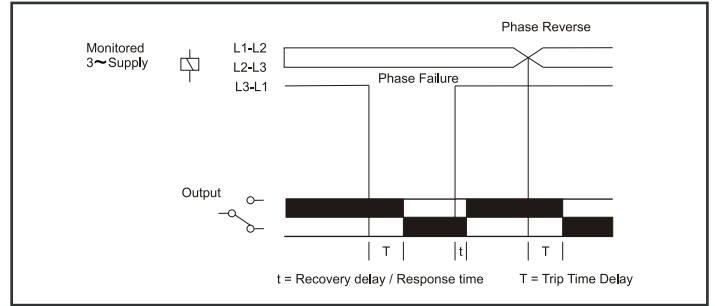 Phase Reverse
Monitored
3~Supply
L1-L2
L2-L3
Phase Failure
L3-L1
Output
T
t
T
t = Recovery delay / Response time
T = Trip Time Delay